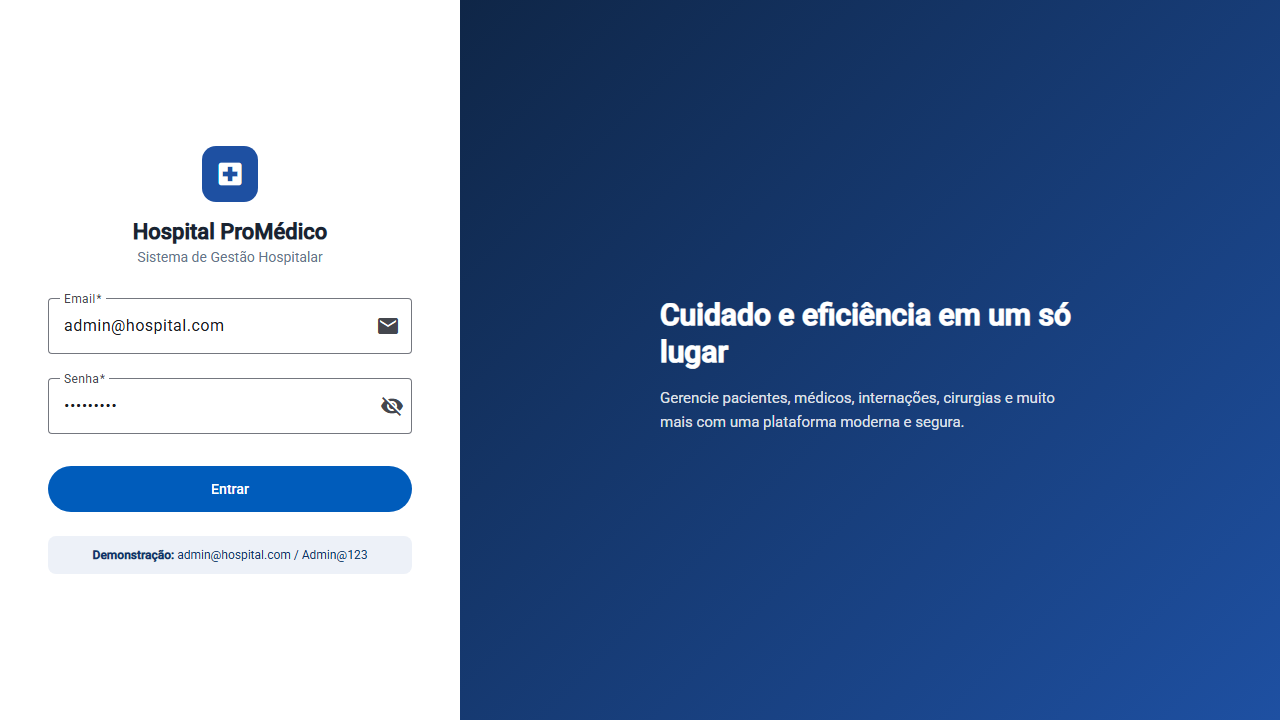 Hospital ProMédico
Sistema de Gestão Hospitalar
Email*
admin@hospital.com
Senha*
•••••••••
Entrar
Demonstração: admin@hospital.com / Admin@123
Cuidado e eficiência em um só
lugar
Gerencie pacientes, médicos, internações, cirurgias e muito
mais com uma plataforma moderna e segura.